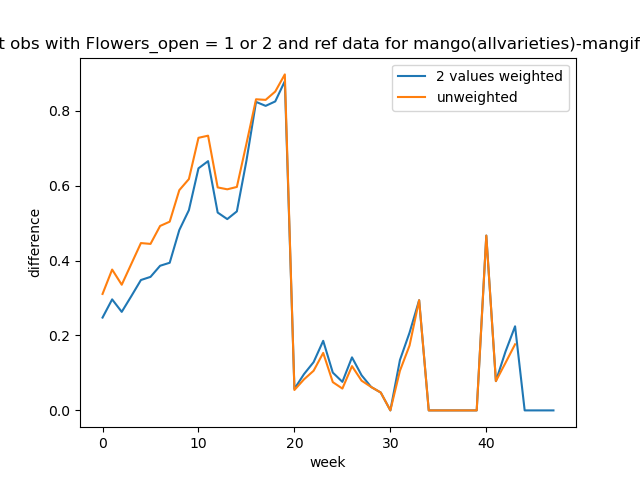 t obs with Flowers_open = 1 or 2 and ref data for mango(allvarieties)-mangif
2 values weighted
unweighted
difference
0.8
0.6
0.4
0.2
0.0
0 10 20 30 40
week